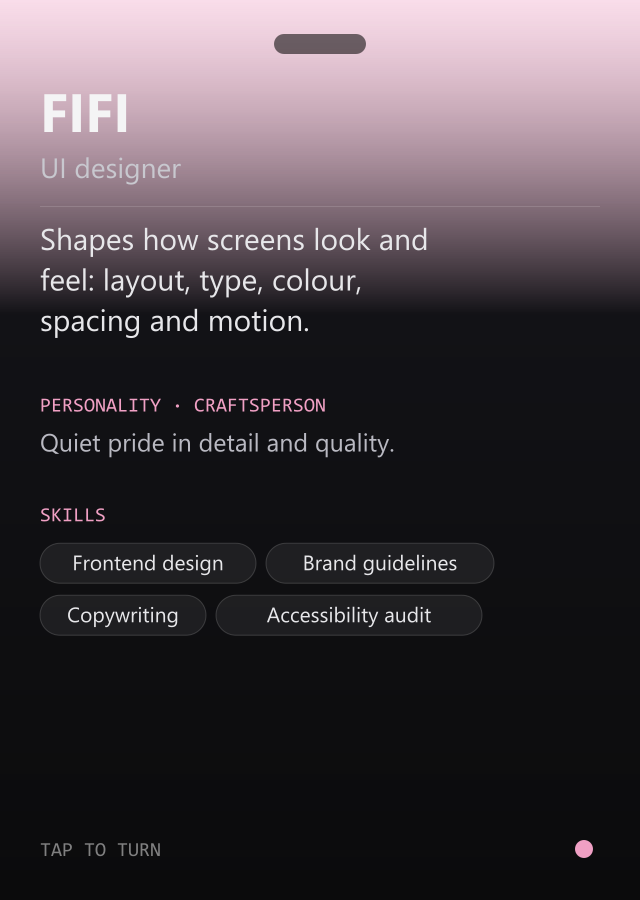 FIFI
UI designer
Shapes how screens look and
feel: layout, type, colour,
spacing and motion.
PERSONALITY · CRAFTSPERSON
Quiet pride in detail and quality.
SKILLS
Frontend design
Brand guidelines
Copywriting
Accessibility audit
TAP TO TURN